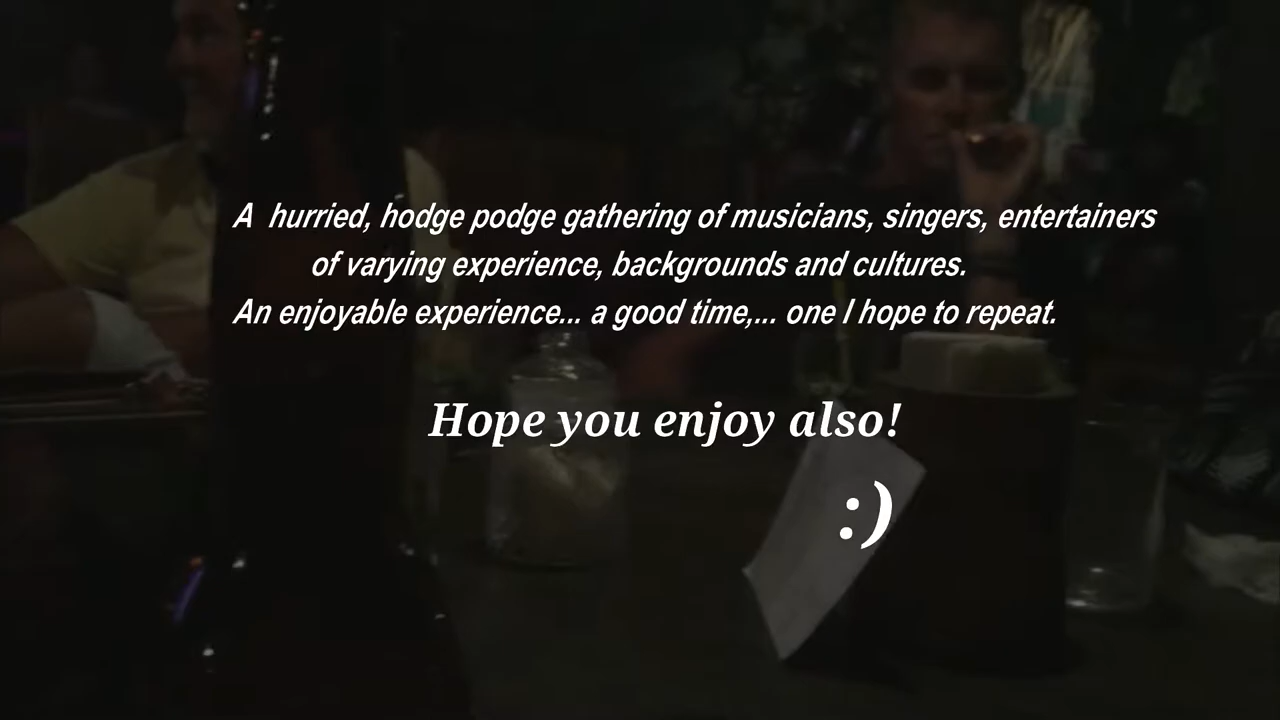 A  hurried, hodge podge gathering of musicians, singers, entertainers
of varying experience, backgrounds and cultures.
An enjoyable experience... a good time,... one I hope to repeat.
Hope you enjoy also!
:)